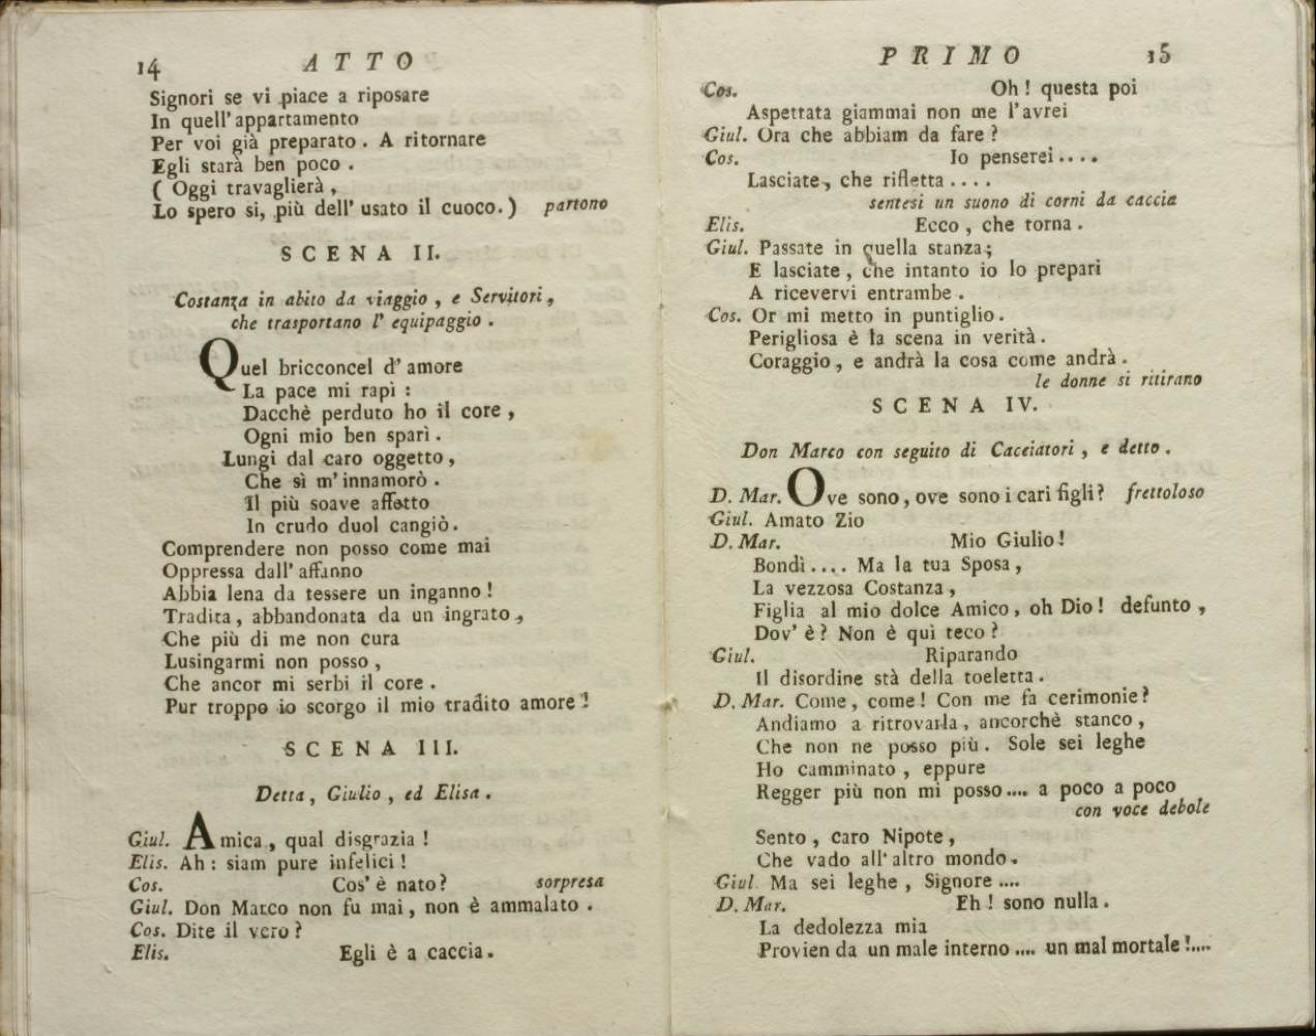 14 ATTO
Signori se vi piace a riposare
In quell' appartamento
Per voi già preparato. A ritornare
Egli starà ben poco.
( Oggi travaglierà,
Lo spero si, più dell' usato il cuoco.) partono
SCENA II.
Costanza in abito da viaggio, e Servitori,
che trasportano l' equipaggio.
Quel bricconcel d' amore
La pace mi rapì :
Dacchè perduto ho il core,
Ogni mio ben sparì.
Lungi dal caro oggetto,
Che sì m' innamorò.
Il più soave affetto
In crudo duol cangiò.
Comprendere non posso come mai
Oppressa dall' affanno
Abbia lena da tessere un inganno!
Tradita, abbandonata da un ingrato,
Che più di me non cura
Lusingarmi non posso,
Che ancor mi serbi il core.
Pur troppo io scorgo il mio tradito amore!
SCENA III.
Detta, Giulio, ed Elisa.
Giul. Amica, qual disgrazia!
Elis. Ah: siam pure infelici!
Cos. Cos' è nato? sorpresa
Giul. Don Marco non fu mai, non è ammalato.
Cos. Dite il vero?
Elis. Egli è a caccia.
PRIMO 15
Cos. Oh! questa poi
Aspettata giammai non me l' avrei
Giul. Ora che abbiam da fare?
Cos. Io penserei....
Lasciate, che rifletta....
sentesi un suono di corni da caccia
Elis. Ecco, che torna.
Giul. Passate in quella stanza;
E lasciate, che intanto io lo prepari
A ricevervi entrambe.
Cos. Or mi metto in puntiglio.
Perigliosa è la scena in verità.
Coraggio, e andrà la cosa come andrà.
le donne si ritirano
SCENA IV.
Don Marco con seguito di Cacciatori, e detto.
D. Mar. Ove sono, ove sono i cari figli? frettoloso
Giul. Amato Zio
D. Mar. Mio Giulio!
Bondì.... Ma la tua Sposa,
La vezzosa Costanza,
Figlia al mio dolce Amico, oh Dio! defunto,
Dov' è? Non è quì teco?
Giul. Riparando
Il disordine stà della toeletta.
D. Mar. Come, come! Con me fa cerimonie?
Andiamo a ritrovarla, ancorchè stanco,
Che non ne posso più. Sole sei leghe
Ho camminato, eppure
Regger più non mi posso.... a poco a poco
con voce debole
Sento, caro Nipote,
Che vado all' altro mondo.
Giul. Ma sei leghe, Signore....
D. Mar. Eh! sono nulla.
La dedolezza mia
Provien da un male interno.... un mal mortale!....